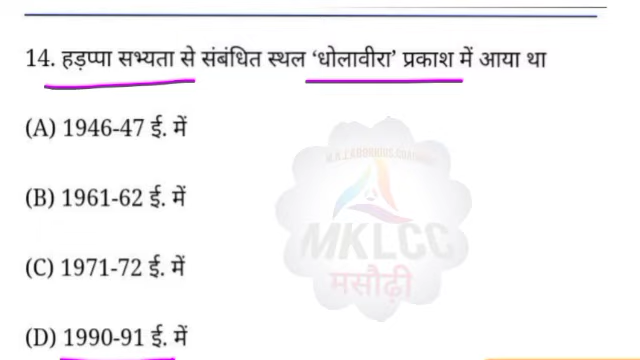 14. हड़प्पा सभ्यता से संबंधित स्थल ‘धोलावीरा’ प्रकाश में आया था
(A) 1946-47 ई. में
(B) 1961-62 ई. में
(C) 1971-72 ई. में
(D) 1990-91 ई. में
MKLCC
मसौढ़ी